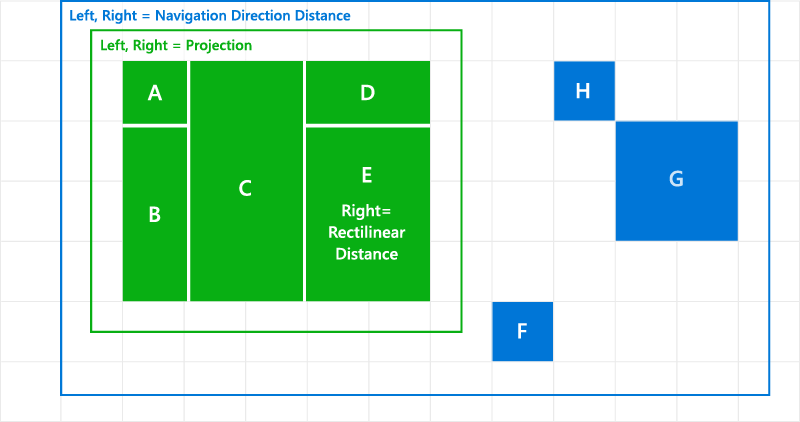 Left, Right = Navigation Direction Distance
Left, Right = Projection
A
D
H
C
E
G
B
Right=
Rectilinear
Distance
F